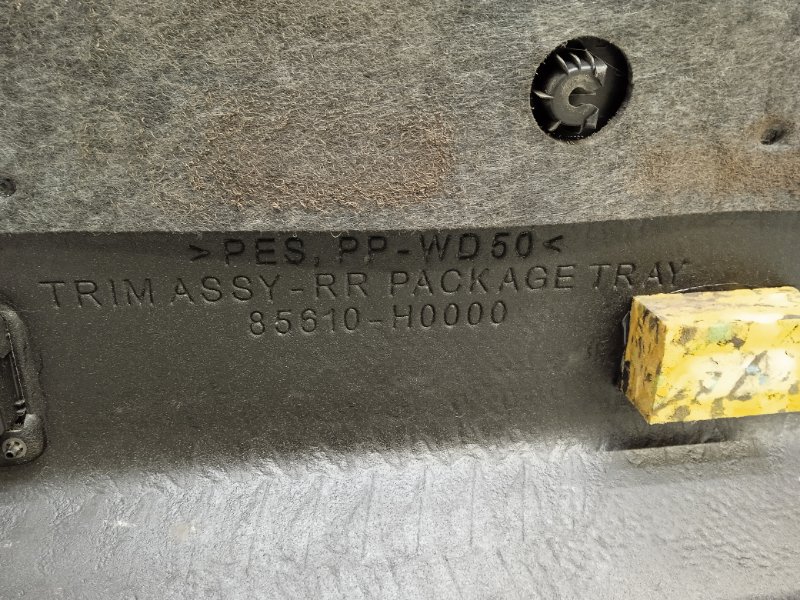 >PES, PP-WD50<
TRIM ASSY-RR PACKAGE TRAY
85610-H0000